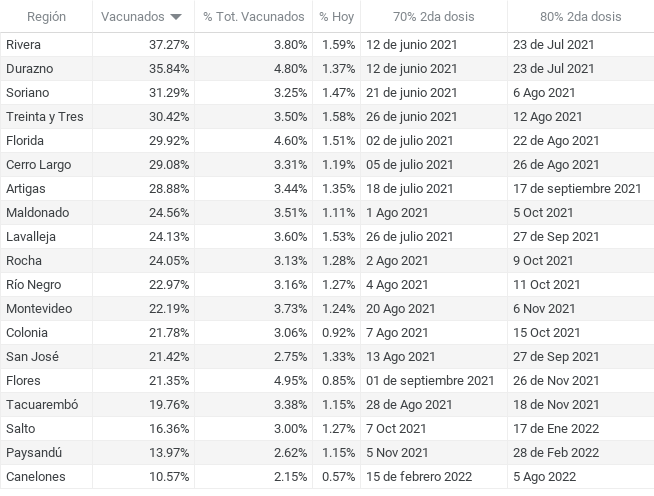 Región Vacunados % Tot. Vacunados % Hoy 70% 2da dosis 80% 2da dosis
Rivera 37.27% 3.80% 1.59% 12 de junio 2021 23 de Jul 2021
Durazno 35.84% 4.80% 1.37% 12 de junio 2021 23 de Jul 2021
Soriano 31.29% 3.25% 1.47% 21 de junio 2021 6 Ago 2021
Treinta y Tres 30.42% 3.50% 1.58% 26 de junio 2021 12 Ago 2021
Florida 29.92% 4.60% 1.51% 02 de julio 2021 22 de Ago 2021
Cerro Largo 29.08% 3.31% 1.19% 05 de julio 2021 26 de Ago 2021
Artigas 28.88% 3.44% 1.35% 18 de julio 2021 17 de septiembre 2021
Maldonado 24.56% 3.51% 1.11% 1 Ago 2021 5 Oct 2021
Lavalleja 24.13% 3.60% 1.53% 26 de julio 2021 27 de Sep 2021
Rocha 24.05% 3.13% 1.28% 2 Ago 2021 9 Oct 2021
Río Negro 22.97% 3.16% 1.27% 4 Ago 2021 11 Oct 2021
Montevideo 22.19% 3.73% 1.24% 20 Ago 2021 6 Nov 2021
Colonia 21.78% 3.06% 0.92% 7 Ago 2021 15 Oct 2021
San José 21.42% 2.75% 1.33% 13 Ago 2021 27 de Sep 2021
Flores 21.35% 4.95% 0.85% 01 de septiembre 2021 26 de Nov 2021
Tacuarembó 19.76% 3.38% 1.15% 28 de Ago 2021 18 de Nov 2021
Salto 16.36% 3.00% 1.27% 7 Oct 2021 17 de Ene 2022
Paysandú 13.97% 2.62% 1.15% 5 Nov 2021 28 de Feb 2022
Canelones 10.57% 2.15% 0.57% 15 de febrero 2022 5 Ago 2022